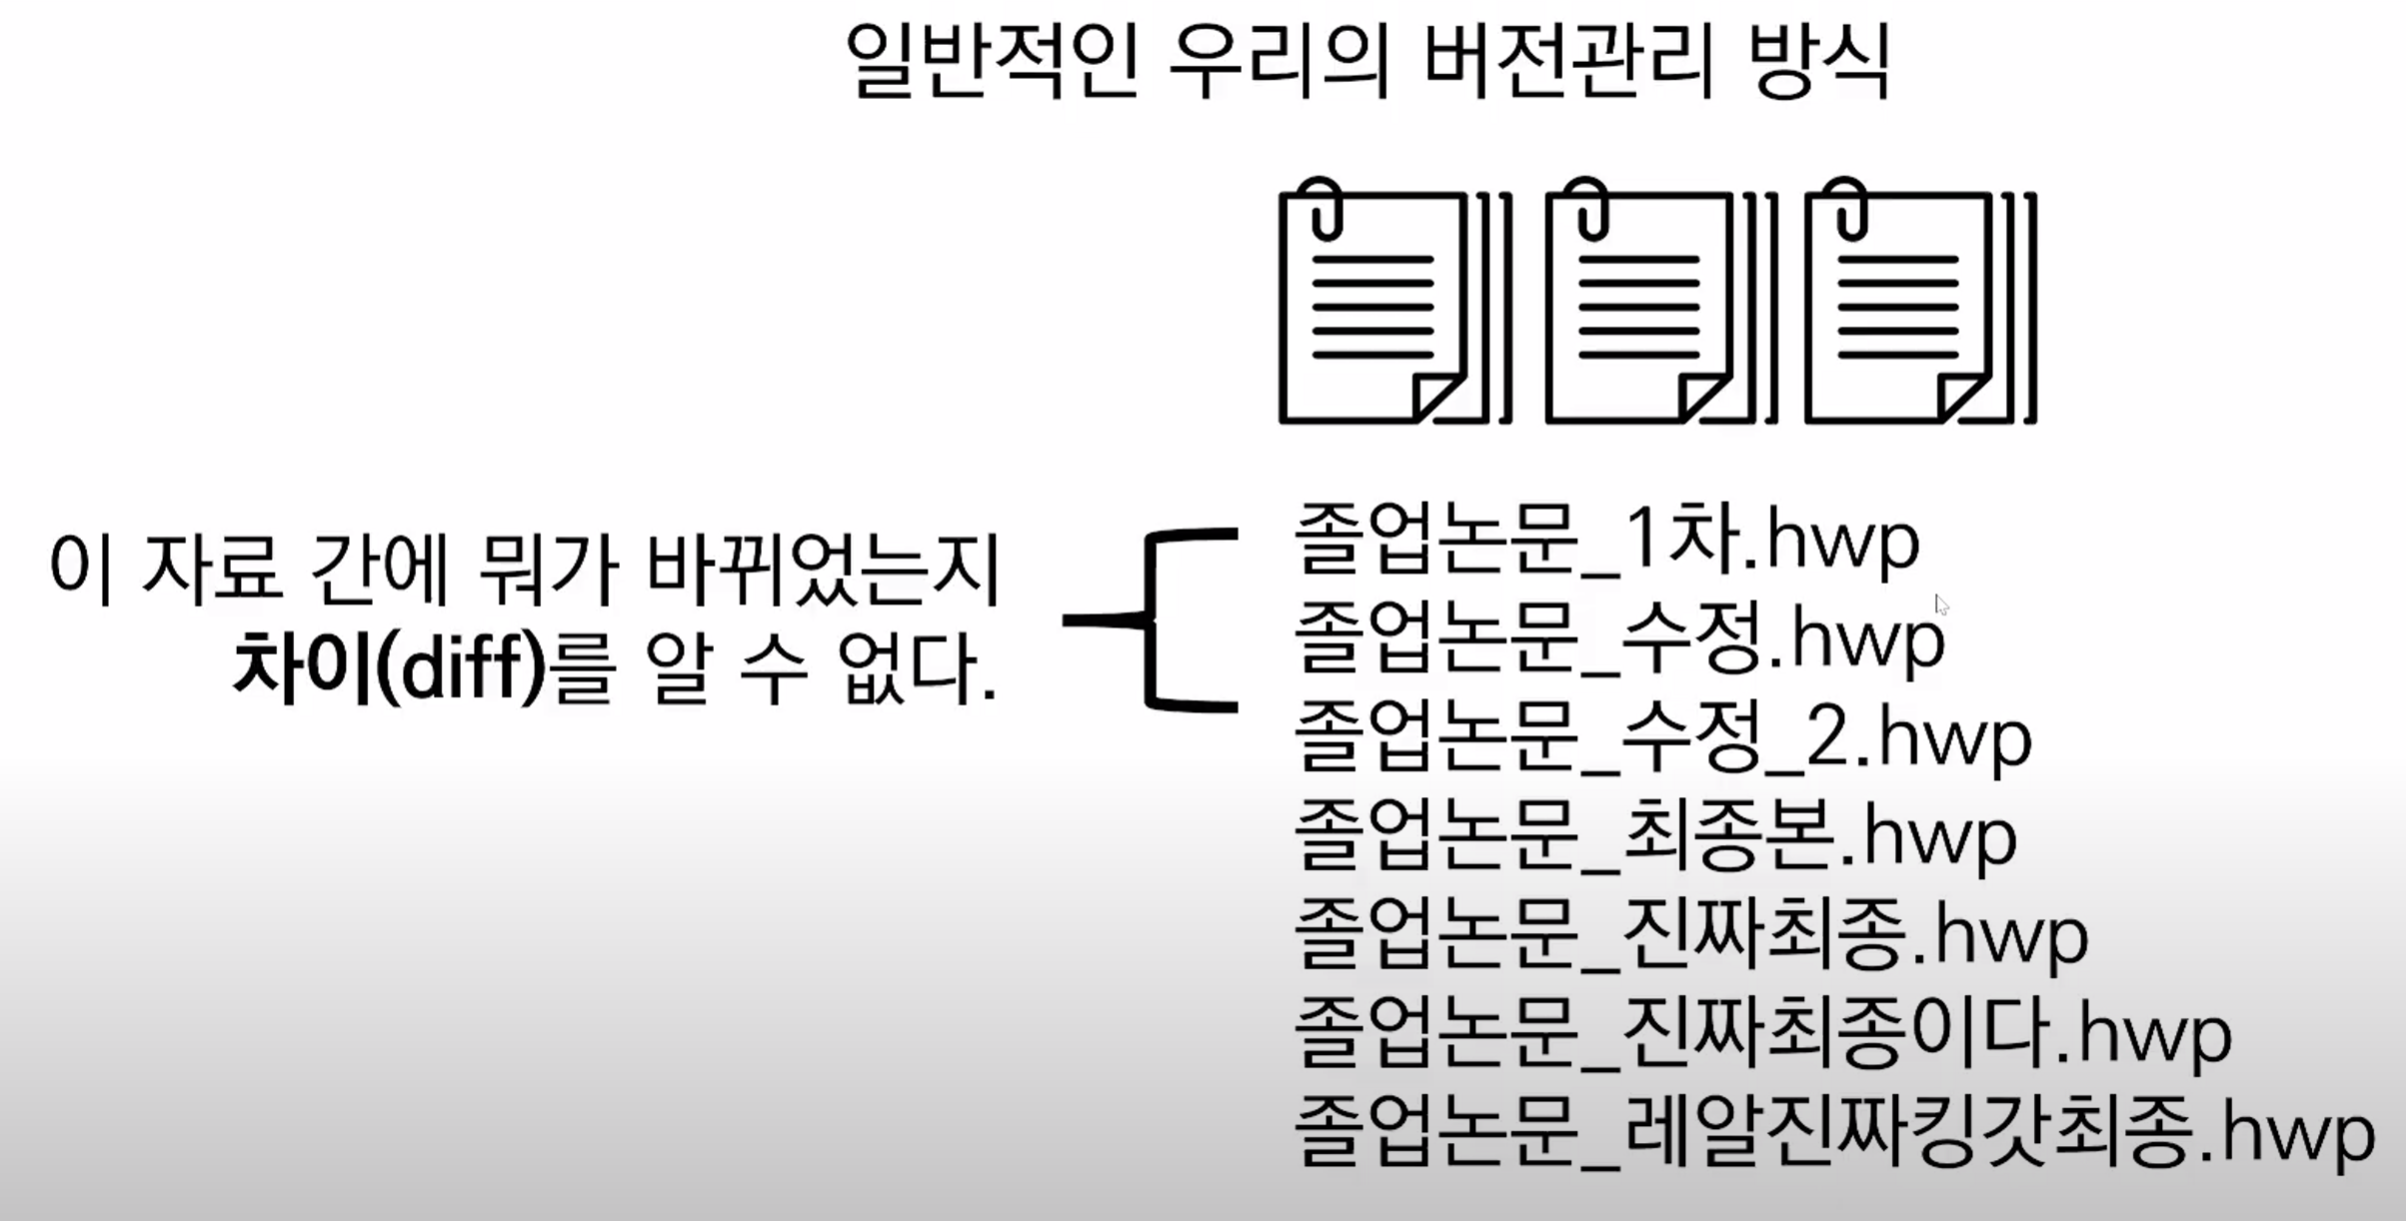 일반적인 우리의 버전관리 방식
이 자료 간에 뭐가 바뀌었는지
차이(diff)를 알 수 없다.
졸업논문_1차.hwp
졸업논문_수정.hwp
졸업논문_수정_2.hwp
졸업논문_최종본.hwp
졸업논문_진짜최종.hwp
졸업논문_진짜최종이다.hwp
졸업논문_레알진짜킹갓최종.hwp